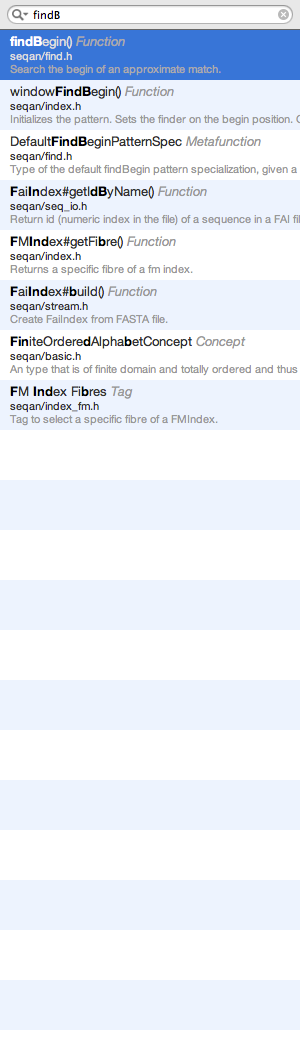 findB
findBegin() Function
seqan/find.h
Search the begin of an approximate match.
windowFindBegin() Function
seqan/index.h
Initializes the pattern. Sets the finder on the begin position.
DefaultFindBeginPatternSpec Metafunction
seqan/find.h
Type of the default findBegin pattern specialization, given a
FaiIndex#getIdByName() Function
seqan/seq_io.h
Return id (numeric index in the file) of a sequence in a FAI
FMIndex#getFibre() Function
seqan/index.h
Returns a specific fibre of a fm index.
FaiIndex#build() Function
seqan/stream.h
Create FaiIndex from FASTA file.
FiniteOrderedAlphabetConcept Concept
seqan/basic.h
An type that is of finite domain and totally ordered and thus
FM Index Fibres Tag
seqan/index_fm.h
Tag to select a specific fibre of a FMIndex.